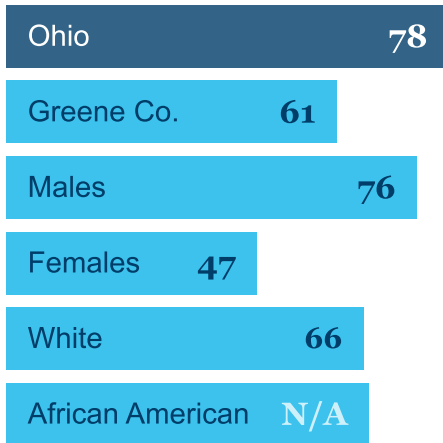 Ohio 78
Greene Co. 61
Males 76
Females 47
White 66
African American N/A